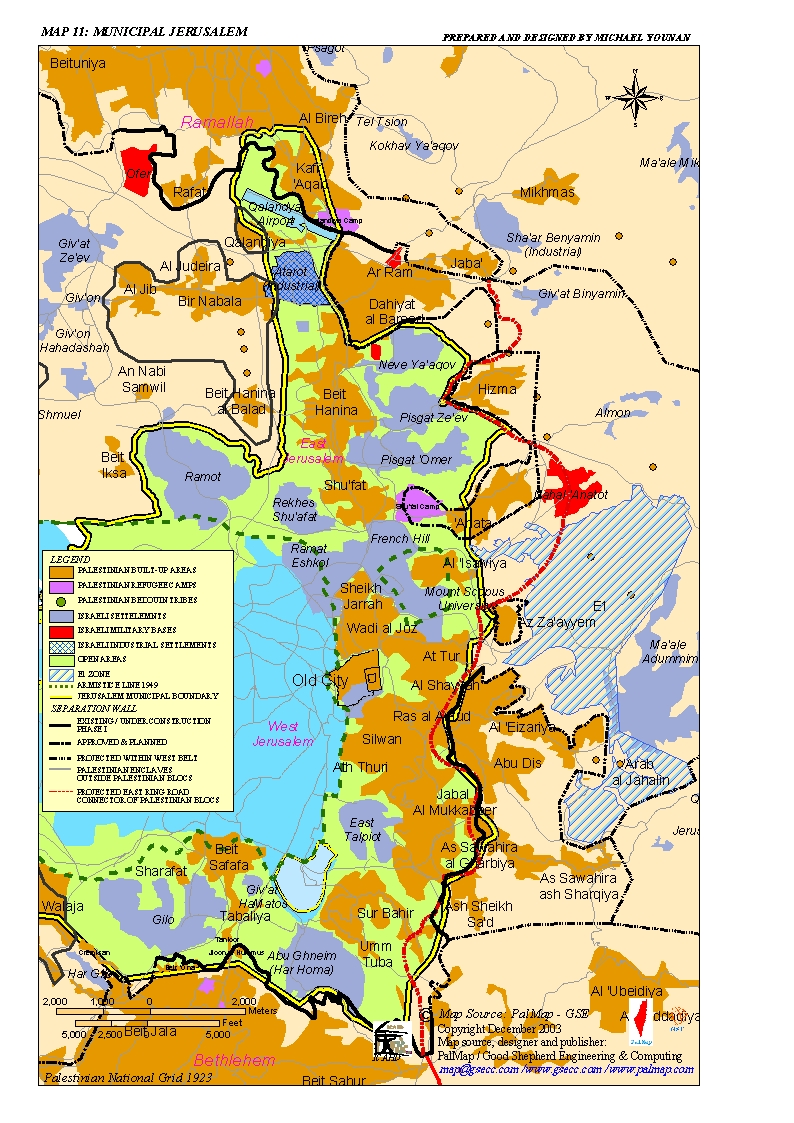 MAP 11: MUNICIPAL JERUSALEM
PREPARED AND DESIGNED BY MICHAEL YOUNAN
Beituniya
Psagot
Ramallah
Al Bireh
Tel Tsion
Kokhav Ya'aqov
Ma'ale Mik
Ofer
Rafat
Kafr
'Aqab
Mikhmas
Qalandya
Airport
Camp
Giv'at
Ze'ev
Qalandiya
Sha'ar Benyamin
(Industrial)
Al Judeira
Atarot
(Industrial)
Ar Ram
Jaba'
Giv'on
Al Jib
Bir Nabala
Giv'at Binyamin
Dahiyat
al Bareed
Giv'on
Hahadashah
Neve Ya'aqov
An Nabi
Samwil
Beit Hanina
al Balad
Beit
Hanina
Hizma
Shmuel
Pisgat Ze'ev
Almon
East
Jerusalem
Beit
Iksa
Ramot
Pisgat 'Omer
Shu'fat
Nahal Anatot
Rekhes
Shu'afat
Shu'fat Camp
'Anata
French Hill
Ramat
Eshkol
Al 'Isawiya
Sheikh
Jarrah
Mount Scopus
University
E1
Az Za'ayyem
Wadi al Joz
Ma'ale
Adummim
At Tur
Old City
Al Shayyah
Ras al Amud
Al 'Eizariya
West
Jerusalem
Silwan
Abu Dis
'Arab
al Jahalin
Ath Thuri
Jabal
Al Mukkabber
East
Talpiot
Jerus
As Sawahira
al Gharbiya
LEGEND
PALESTINIAN BUILT-UP AREAS
PALESTINIAN REFUGEE CAMPS
PALESTINIAN BEDOUIN TRIBES
ISRAELI SETTLEMNTS
ISRAELI MILITARY BASES
ISRAELI INDUSTRIAL SETTLEMENTS
OPEN AREAS
E1 ZONE
ARMISTICE LINE 1949
JERUSALEM MUNICIPAL BOUNDARY
SEPARATION WALL
EXISTING / UNDER CONSTRUCTION
PHASE I
APPROVED & PLANNED
PROJECTED WITHIN WEST BELT
PALESTINIAN ENCLAVES
OUTSIDE PALESTINIAN BLOCS
PROJECTED EAST RING ROAD
CONNECTOR OF PALESTINIAN BLOCS
Beit
Safafa
Sharafat
As Sawahira
ash Sharqiya
Giv'at
HaMatos
Walaja
Gilo
Tabaliya
Sur Bahir
Ash Sheikh
Sa'd
Tantur
Cremisan
Umm
Tuba
Abu Ghneim
(Har Homa)
Har G
Al 'Ubeidiya
2,000 1,000 0 2,000
Meters
Feet
5,000 2,500 0 5,000
Beit Jala
Bethlehem
Beit Sahur
Palestinian National Grid 1923
© Map Source: PalMap - GSE
Copyright December 2003
Map source, designer and publisher:
PalMap / Good Shepherd Engineering & Computing
map@gsecc.com /www.gsecc.com /www.palmap.com
PalMap